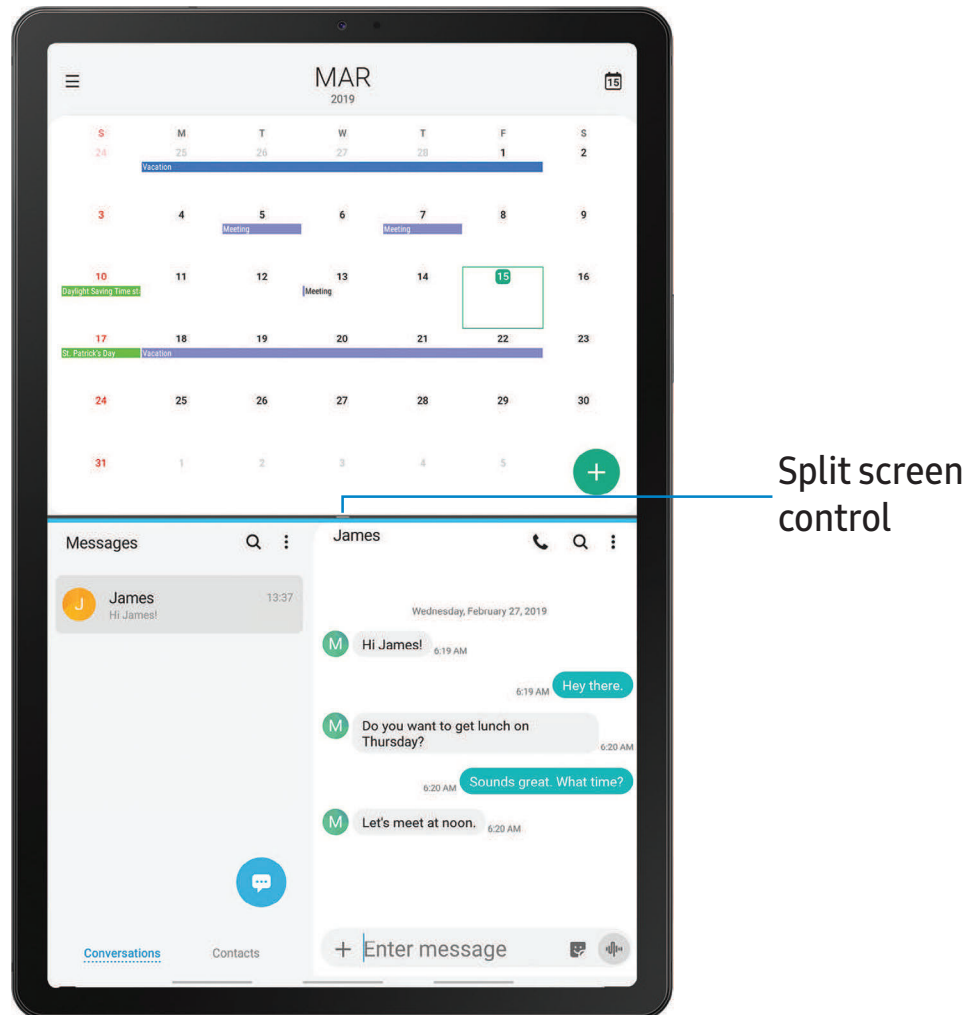 MAR
2019
15
S M T W T F S
24 25 26 27 28 1 2
Vacation
3 4 5 6 7 8 9
Meeting Meeting
10 11 12 13 14 15 16
Daylight Saving Time st Meeting
17 18 19 20 21 22 23
St. Patrick's Day Vacation
24 25 26 27 28 29 30
31 1 2 3 4 5
+
Split screen
control
Messages
J
James 13:37
Hi James!
Conversations Contacts
James
Wednesday, February 27, 2019
M Hi James! 6:19 AM
6:19 AM Hey there.
M Do you want to get lunch on
Thursday? 6:20 AM
6:20 AM Sounds great. What time?
M Let's meet at noon. 6:20 AM
+ Enter message